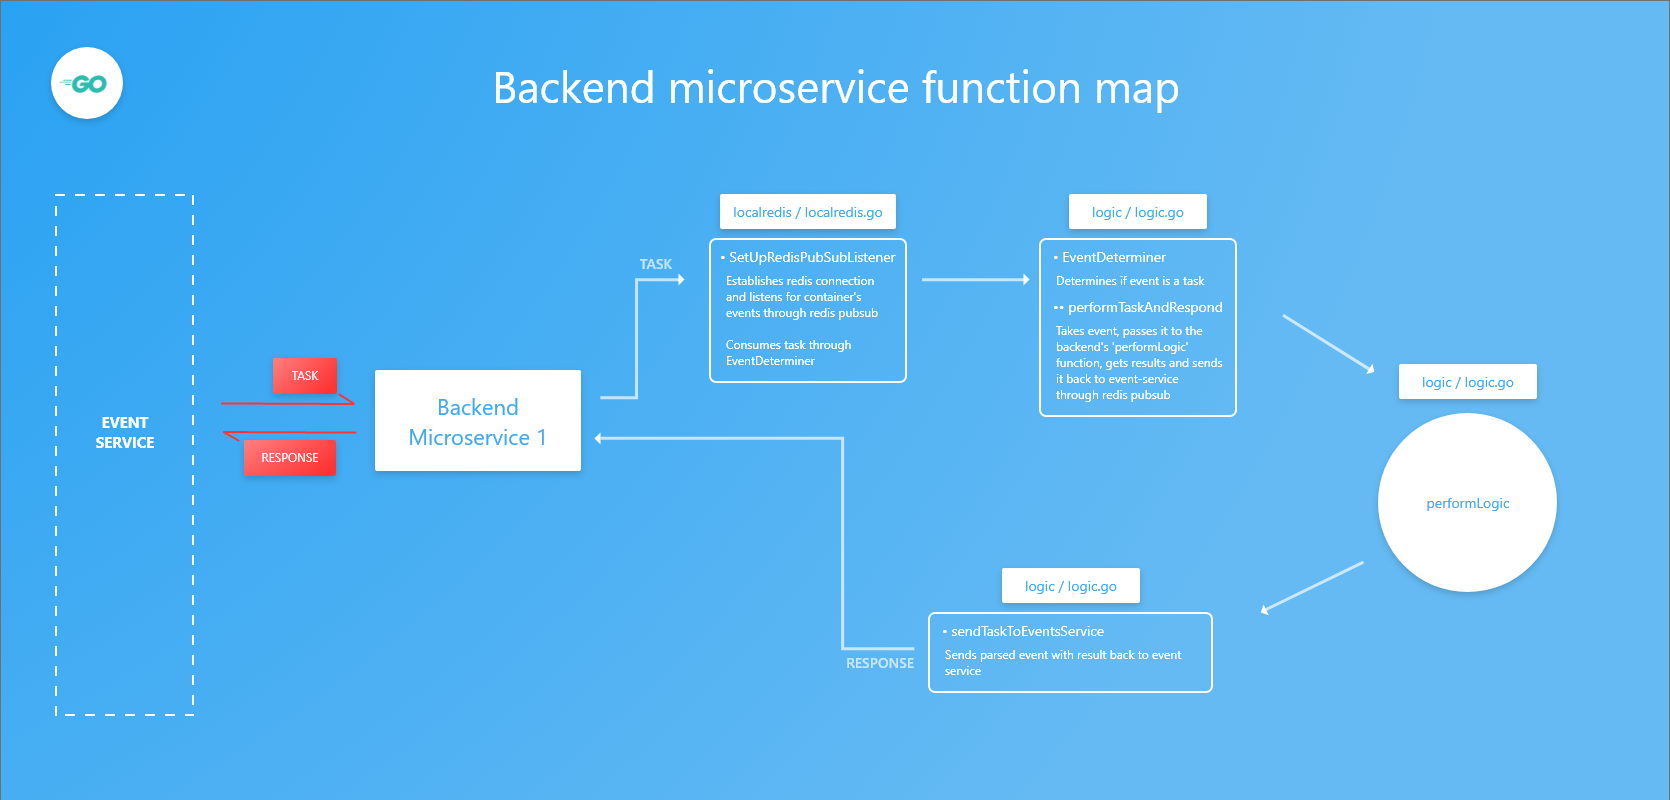 GO
Backend microservice function map
EVENT
SERVICE
TASK
RESPONSE
Backend
Microservice 1
TASK
localredis / localredis.go
• SetUpRedisPubSubListener
Establishes redis connection
and listens for container's
events through redis pubsub
Consumes task through
EventDeterminer
logic / logic.go
• EventDeterminer
Determines if event is a task
•• performTaskAndRespond
Takes event, passes it to the
backend's 'performLogic'
function, gets results and sends
it back to event-service
through redis pubsub
logic / logic.go
performLogic
logic / logic.go
• sendTaskToEventsService
Sends parsed event with result back to event
service
RESPONSE